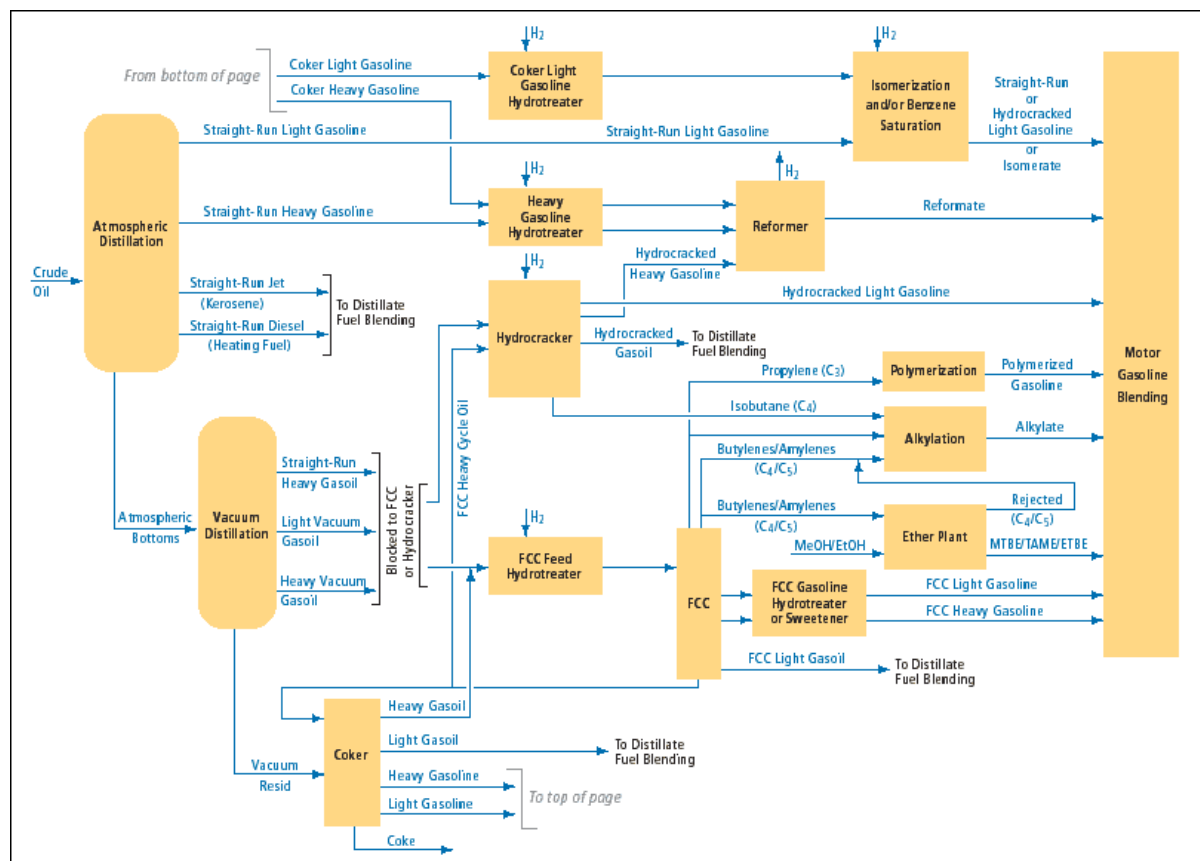 H2
H2
From bottom of page
Coker Light Gasoline
Coker Heavy Gasoline
Coker Light
Gasoline
Hydrotreater
Isomerization
and/or Benzene
Saturation
Straight-Run
or
Hydrocracked
Light Gasoline
or
Isomerate
Straight-Run Light Gasoline
Straight-Run Light Gasoline
H2
H2
Atmospheric
Distillation
Straight-Run Heavy Gasoline
Heavy
Gasoline
Hydrotreater
Reformer
Reformate
Crude
Oil
Straight-Run Jet
(Kerosene)
Straight-Run Diesel
(Heating Fuel)
To Distillate
Fuel Blending
H2
Hydrocracked
Heavy Gasoline
Hydrocracker
Hydrocracked Light Gasoline
Hydrocracked
Gasoil
To Distillate
Fuel Blending
Motor
Gasoline
Blending
Propylene (C3)
Polymerization
Polymerized
Gasoline
Isobutane (C4)
Alkylation
Alkylate
Butylenes/Amylenes
(C4/C5)
FCC Heavy Cycle Oil
Vacuum
Distillation
Straight-Run
Heavy Gasoil
Light Vacuum
Gasoil
Heavy Vacuum
Gasoil
Blocked to FCC
or Hydrocracker
Atmospheric
Bottoms
H2
FCC Feed
Hydrotreater
Butylenes/Amylenes
(C4/C5)
MeOH/EtOH
Ether Plant
Rejected
(C4/C5)
MTBE/TAME/ETBE
FCC
FCC Gasoline
Hydrotreater
or Sweetener
FCC Light Gasoline
FCC Heavy Gasoline
FCC Light Gasoil
To Distillate
Fuel Blending
Coker
Heavy Gasoil
Light Gasoil
To Distillate
Fuel Blending
Vacuum
Resid
Heavy Gasoline
Light Gasoline
To top of page
Coke